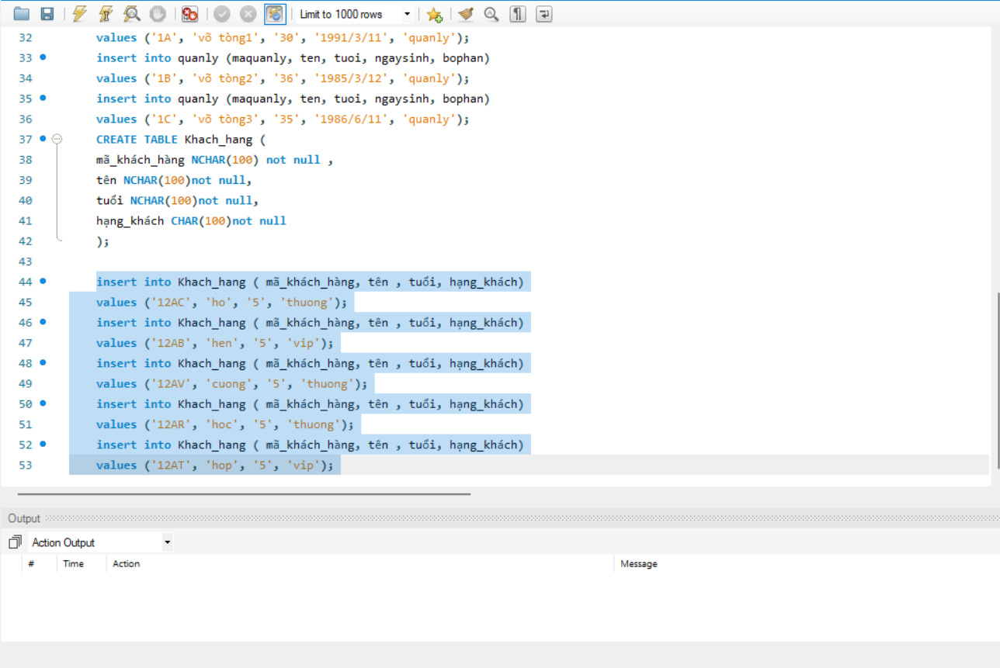 Limit to 1000 rows
32 values ('1A', 'võ tòng1', '30', '1991/3/11', 'quanly');
33 insert into quanly (maquanly, ten, tuoi, ngaysinh, bophan)
34 values ('1B', 'võ tòng2', '36', '1985/3/12', 'quanly');
35 insert into quanly (maquanly, ten, tuoi, ngaysinh, bophan)
36 values ('1C', 'võ tòng3', '35', '1986/6/11', 'quanly');
37 CREATE TABLE Khach_hang (
38 mã_khách_hàng NCHAR(100) not null ,
39 tên NCHAR(100)not null,
40 tuổi NCHAR(100)not null,
41 hạng_khách CHAR(100)not null
42 );
43
44 insert into Khach_hang ( mã_khách_hàng, tên , tuổi, hạng_khách)
45 values ('12AC', 'ho', '5', 'thuong');
46 insert into Khach_hang ( mã_khách_hàng, tên , tuổi, hạng_khách)
47 values ('12AB', 'hen', '5', 'vip');
48 insert into Khach_hang ( mã_khách_hàng, tên , tuổi, hạng_khách)
49 values ('12AV', 'cuong', '5', 'thuong');
50 insert into Khach_hang ( mã_khách_hàng, tên , tuổi, hạng_khách)
51 values ('12AR', 'hoc', '5', 'thuong');
52 insert into Khach_hang ( mã_khách_hàng, tên , tuổi, hạng_khách)
53 values ('12AT', 'hop', '5', 'vip');
Output
Action Output
# Time Action Message